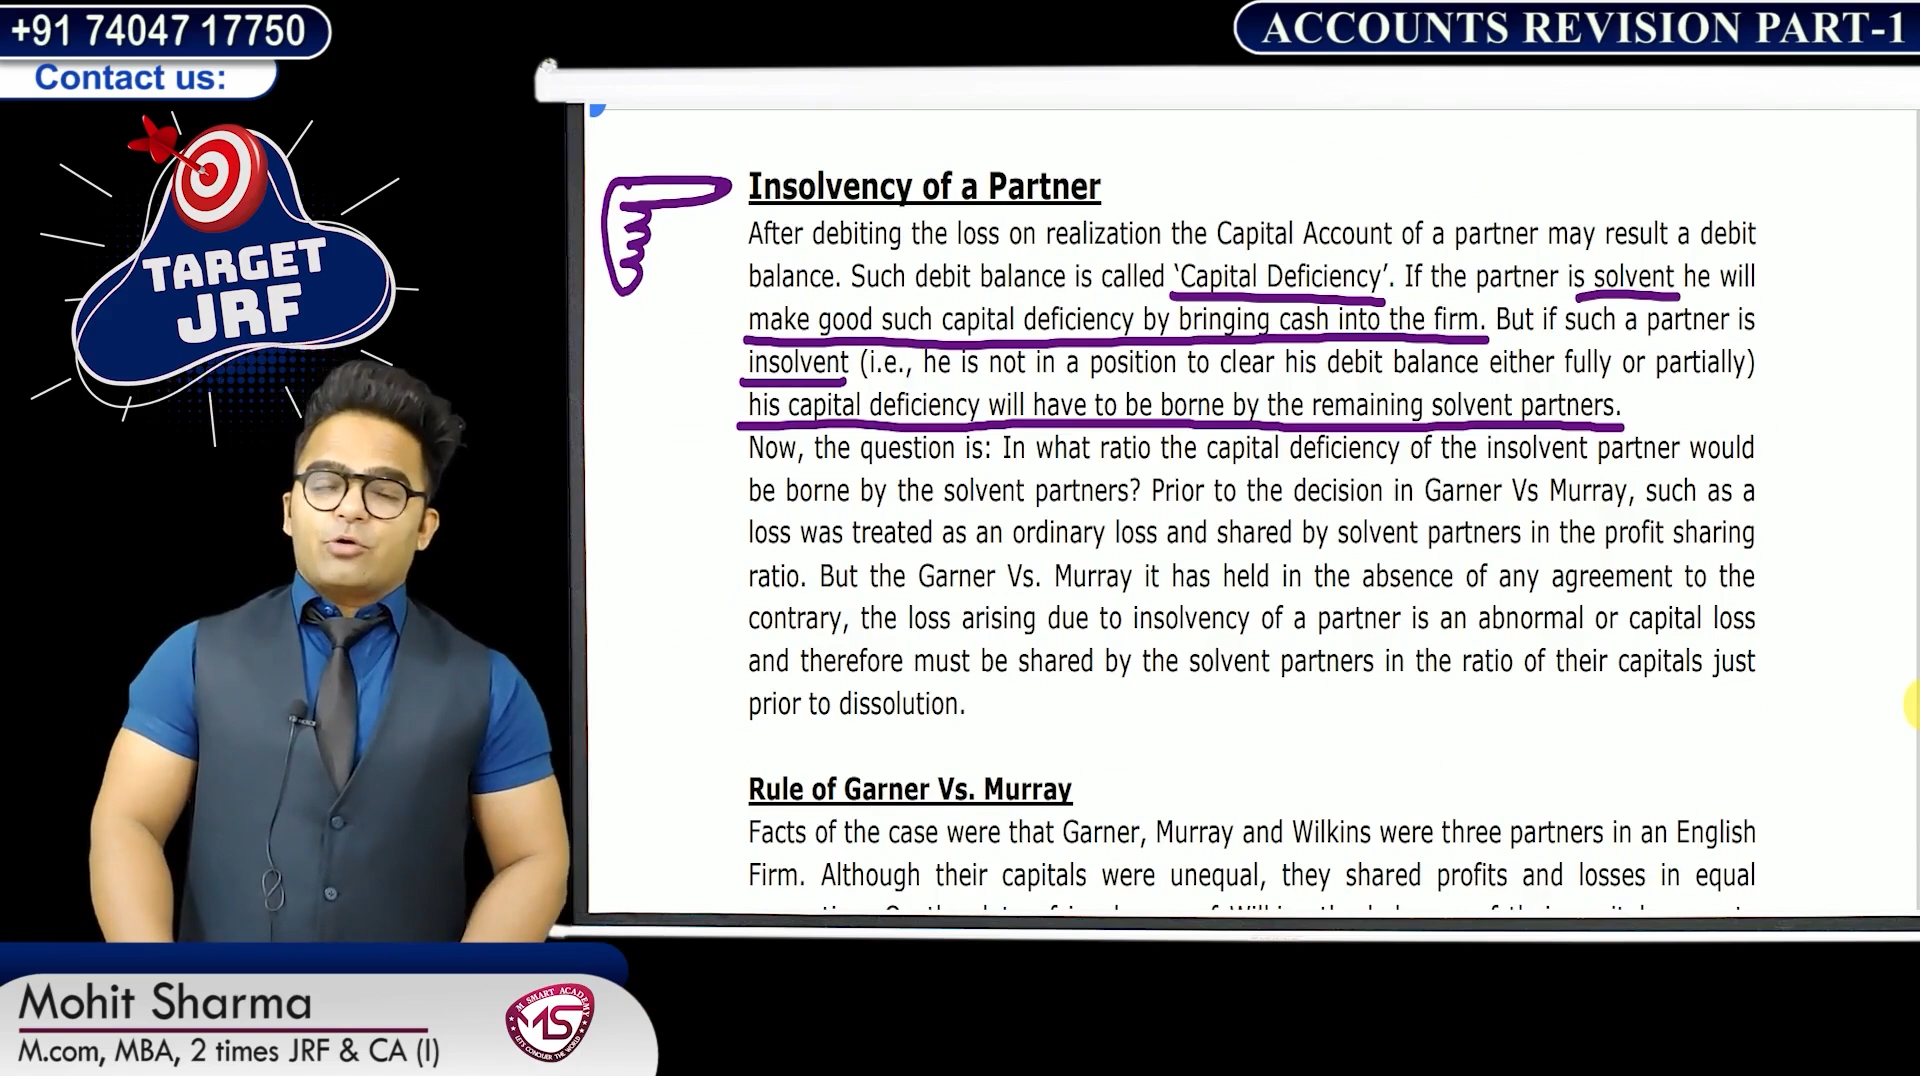 +91 74047 17750
Contact us:
ACCOUNTS REVISION PART-1
TARGET
JRF
Insolvency of a Partner
After debiting the loss on realization the Capital Account of a partner may result a debit
balance. Such debit balance is called ‘Capital Deficiency’. If the partner is solvent he will
make good such capital deficiency by bringing cash into the firm. But if such a partner is
insolvent (i.e., he is not in a position to clear his debit balance either fully or partially)
his capital deficiency will have to be borne by the remaining solvent partners.
Now, the question is: In what ratio the capital deficiency of the insolvent partner would
be borne by the solvent partners? Prior to the decision in Garner Vs Murray, such as a
loss was treated as an ordinary loss and shared by solvent partners in the profit sharing
ratio. But the Garner Vs. Murray it has held in the absence of any agreement to the
contrary, the loss arising due to insolvency of a partner is an abnormal or capital loss
and therefore must be shared by the solvent partners in the ratio of their capitals just
prior to dissolution.
Rule of Garner Vs. Murray
Facts of the case were that Garner, Murray and Wilkins were three partners in an English
Firm. Although their capitals were unequal, they shared profits and losses in equal
Mohit Sharma
M.com, MBA, 2 times JRF & CA (I)
M SMART ACADEMY
MS
LETS CONQUER THE WORLD